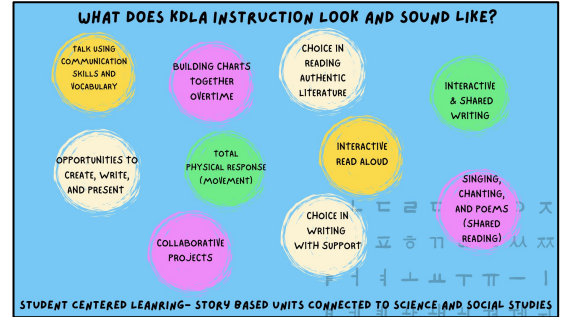 WHAT DOES KDLA INSTRUCTION LOOK AND SOUND LIKE?
TALK USING
COMMUNICATION
SKILLS AND
VOCABULARY
BUILDING CHARTS
TOGETHER
OVERTIME
CHOICE IN
READING
AUTHENTIC
LITERATURE
INTERACTIVE
& SHARED
WRITING
OPPORTUNITIES TO
CREATE, WRITE,
AND PRESENT
TOTAL
PHYSICAL RESPONSE
(MOVEMENT)
INTERACTIVE
READ ALOUD
SINGING,
CHANTING,
AND POEMS
(SHARED
READING)
COLLABORATIVE
PROJECTS
CHOICE IN
WRITING
WITH SUPPORT
ㄷ ㄹ
ㅍ ㅎ ㄲ ㅆ ㅉ
ㅕ ㅗ ㅛ ㅜ ㅠ ㅡ ㅣ
STUDENT CENTERED LEANRING- STORY BASED UNITS CONNECTED TO SCIENCE AND SOCIAL STUDIES